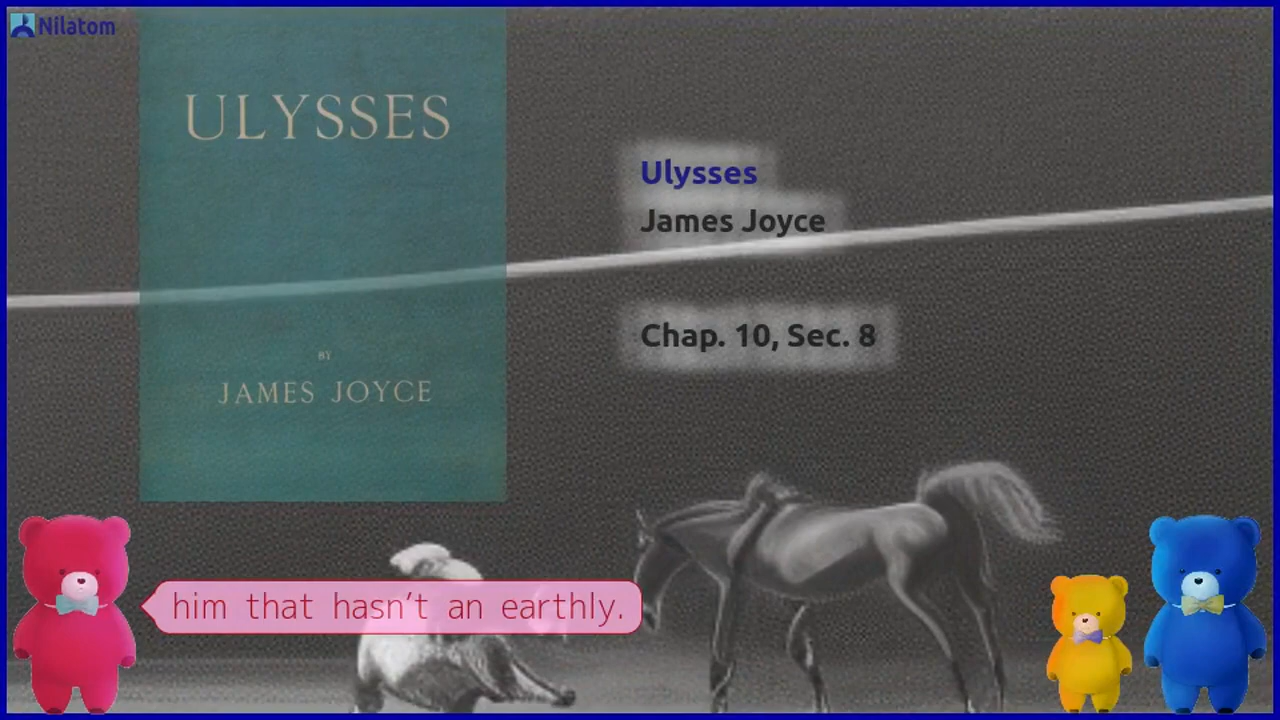 Nilatom
ULYSSES
BY
JAMES JOYCE
Ulysses
James Joyce
Chap. 10, Sec. 8
him that hasn't an earthly.